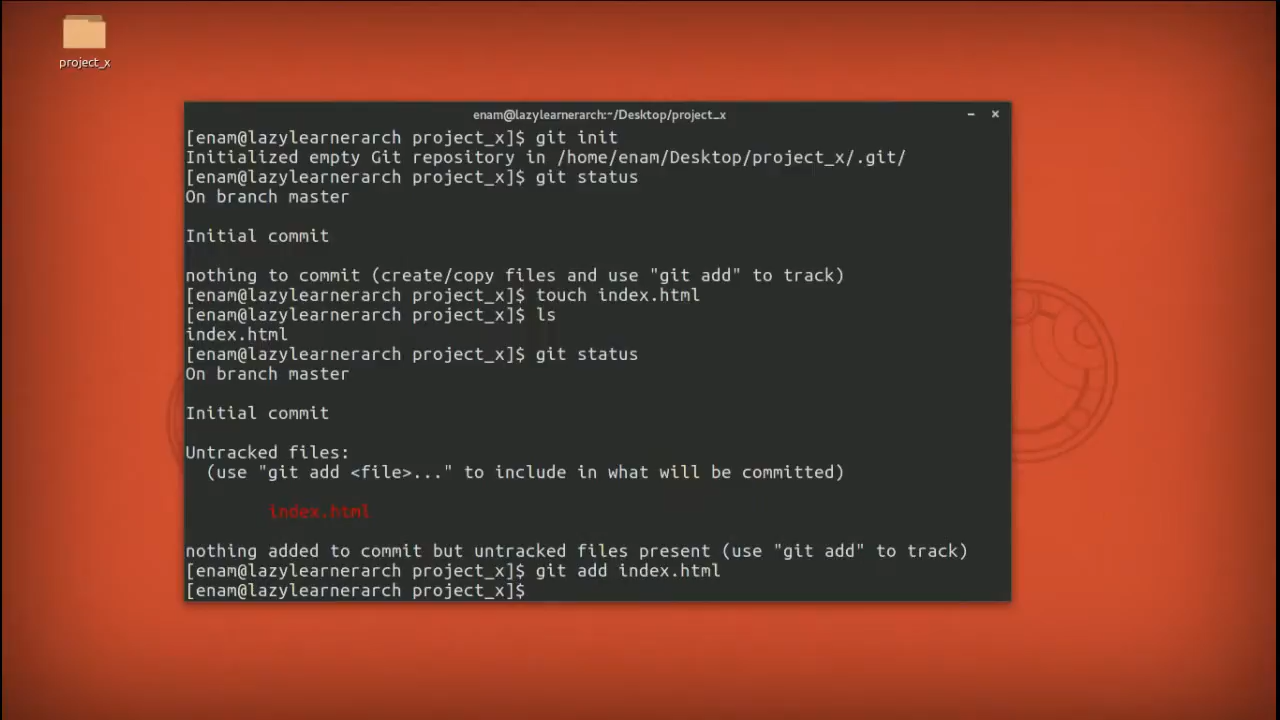 project_x
enam@lazylearnerarch:~/Desktop/project_x
[enam@lazylearnerarch project_x]$ git init
Initialized empty Git repository in /home/enam/Desktop/project_x/.git/
[enam@lazylearnerarch project_x]$ git status
On branch master
Initial commit
nothing to commit (create/copy files and use "git add" to track)
[enam@lazylearnerarch project_x]$ touch index.html
[enam@lazylearnerarch project_x]$ ls
index.html
[enam@lazylearnerarch project_x]$ git status
On branch master
Initial commit
Untracked files:
(use "git add <file>..." to include in what will be committed)
index.html
nothing added to commit but untracked files present (use "git add" to track)
[enam@lazylearnerarch project_x]$ git add index.html
[enam@lazylearnerarch project_x]$